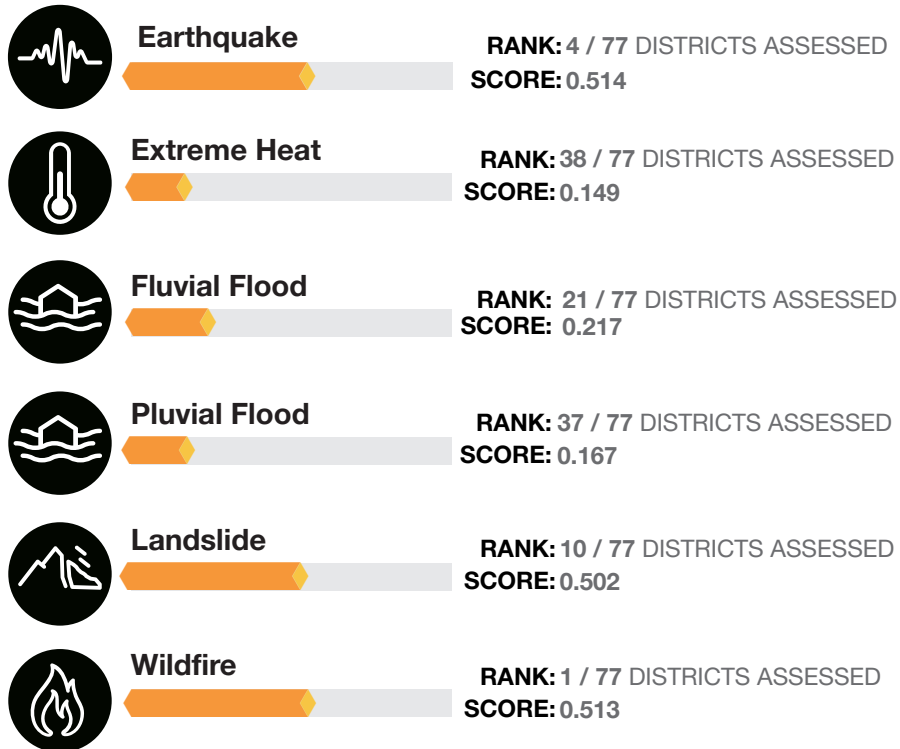 Earthquake
RANK: 4 / 77 DISTRICTS ASSESSED
SCORE: 0.514
Extreme Heat
RANK: 38 / 77 DISTRICTS ASSESSED
SCORE: 0.149
Fluvial Flood
RANK: 21 / 77 DISTRICTS ASSESSED
SCORE: 0.217
Pluvial Flood
RANK: 37 / 77 DISTRICTS ASSESSED
SCORE: 0.167
Landslide
RANK: 10 / 77 DISTRICTS ASSESSED
SCORE: 0.502
Wildfire
RANK: 1 / 77 DISTRICTS ASSESSED
SCORE: 0.513